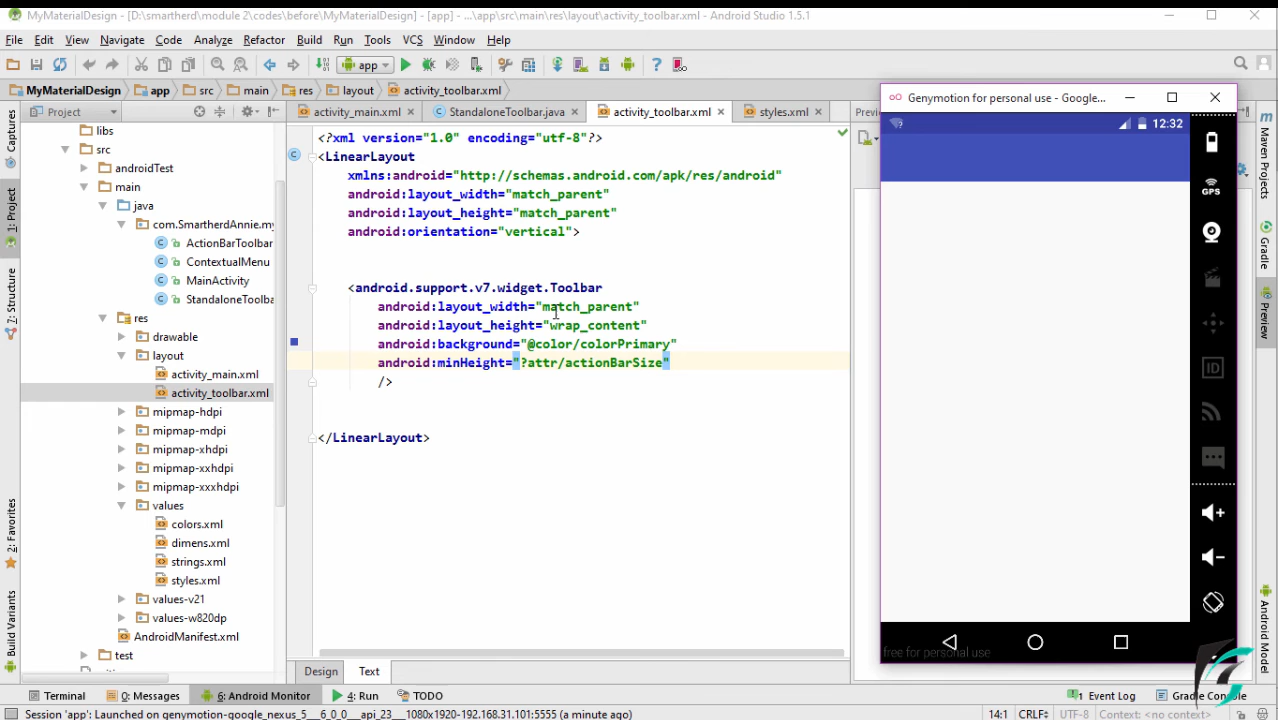 MyMaterialDesign - [D:\smartherd\module 2\codes\before\MyMaterialDesign] - [app] - ...\app\src\main\res\layout\activity_toolbar.xml - Android Studio 1.5.1
File Edit View Navigate Code Analyze Refactor Build Run Tools VCS Window Help
app
MyMaterialDesign app src main res layout activity_toolbar.xml
Project
activity_main.xml StandaloneToolbar.java activity_toolbar.xml styles.xml
Previ
Captures
1: Project
7: Structure
2: Favorites
Build Variants
libs
src
androidTest
main
java
com.SmartherdAnnie.my
ActionBarToolbar
ContextualMenu
MainActivity
StandaloneToolba
res
drawable
layout
activity_main.xml
activity_toolbar.xml
mipmap-hdpi
mipmap-mdpi
mipmap-xhdpi
mipmap-xxhdpi
mipmap-xxxhdpi
values
colors.xml
dimens.xml
strings.xml
styles.xml
values-v21
values-w820dp
AndroidManifest.xml
test
<?xml version="1.0" encoding="utf-8"?>
<LinearLayout
xmlns:android="http://schemas.android.com/apk/res/android"
android:layout_width="match_parent"
android:layout_height="match_parent"
android:orientation="vertical">
<android.support.v7.widget.Toolbar
android:layout_width="match_parent"
android:layout_height="wrap_content"
android:background="@color/colorPrimary"
android:minHeight="?attr/actionBarSize"
/>
</LinearLayout>
Design Text
Genymotion for personal use - Google...
12:32
GPS
ID
free for personal use
Maven Projects
Gradle
Preview
Android Model
Terminal 0: Messages 6: Android Monitor 4: Run TODO
Event Log Gradle Console
Session 'app': Launched on genymotion-google_nexus_5___6_0_0___api_23___1080x1920-192.168.31.101:5555 (a minute ago)
14:1 CRLF UTF-8 Context: <no context>